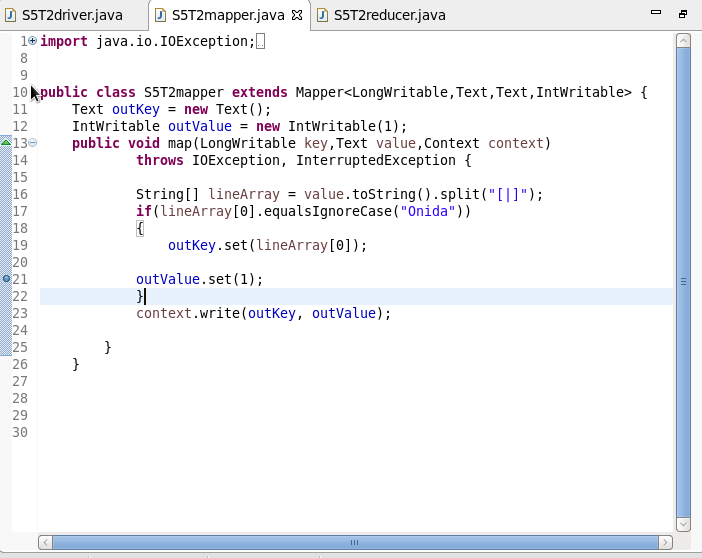 S5T2driver.java S5T2mapper.java S5T2reducer.java
1 import java.io.IOException;
8
9
10 public class S5T2mapper extends Mapper<LongWritable,Text,Text,IntWritable> {
11 Text outKey = new Text();
12 IntWritable outValue = new IntWritable(1);
13 public void map(LongWritable key,Text value,Context context)
14 throws IOException, InterruptedException {
15
16 String[] lineArray = value.toString().split("[|]");
17 if(lineArray[0].equalsIgnoreCase("Onida"))
18 {
19 outKey.set(lineArray[0]);
20
21 outValue.set(1);
22 }
23 context.write(outKey, outValue);
24
25 }
26 }
27
28
29
30